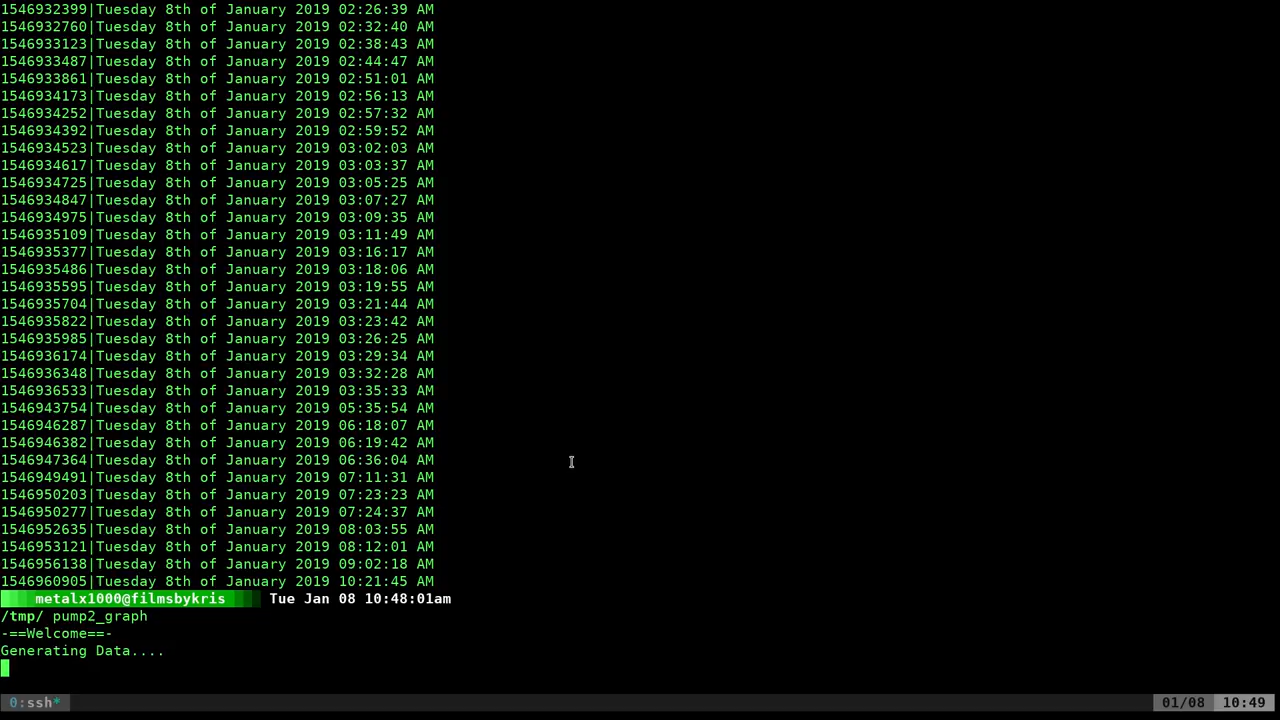 1546932399|Tuesday 8th of January 2019 02:26:39 AM
1546932760|Tuesday 8th of January 2019 02:32:40 AM
1546933123|Tuesday 8th of January 2019 02:38:43 AM
1546933487|Tuesday 8th of January 2019 02:44:47 AM
1546933861|Tuesday 8th of January 2019 02:51:01 AM
1546934173|Tuesday 8th of January 2019 02:56:13 AM
1546934252|Tuesday 8th of January 2019 02:57:32 AM
1546934392|Tuesday 8th of January 2019 02:59:52 AM
1546934523|Tuesday 8th of January 2019 03:02:03 AM
1546934617|Tuesday 8th of January 2019 03:03:37 AM
1546934725|Tuesday 8th of January 2019 03:05:25 AM
1546934847|Tuesday 8th of January 2019 03:07:27 AM
1546934975|Tuesday 8th of January 2019 03:09:35 AM
1546935109|Tuesday 8th of January 2019 03:11:49 AM
1546935377|Tuesday 8th of January 2019 03:16:17 AM
1546935486|Tuesday 8th of January 2019 03:18:06 AM
1546935595|Tuesday 8th of January 2019 03:19:55 AM
1546935704|Tuesday 8th of January 2019 03:21:44 AM
1546935822|Tuesday 8th of January 2019 03:23:42 AM
1546935985|Tuesday 8th of January 2019 03:26:25 AM
1546936174|Tuesday 8th of January 2019 03:29:34 AM
1546936348|Tuesday 8th of January 2019 03:32:28 AM
1546936533|Tuesday 8th of January 2019 03:35:33 AM
1546943754|Tuesday 8th of January 2019 05:35:54 AM
1546946287|Tuesday 8th of January 2019 06:18:07 AM
1546946382|Tuesday 8th of January 2019 06:19:42 AM
1546947364|Tuesday 8th of January 2019 06:36:04 AM
1546949491|Tuesday 8th of January 2019 07:11:31 AM
1546950203|Tuesday 8th of January 2019 07:23:23 AM
1546950277|Tuesday 8th of January 2019 07:24:37 AM
1546952635|Tuesday 8th of January 2019 08:03:55 AM
1546953121|Tuesday 8th of January 2019 08:12:01 AM
1546956138|Tuesday 8th of January 2019 09:02:18 AM
1546960905|Tuesday 8th of January 2019 10:21:45 AM
metalx1000@filmsbykris Tue Jan 08 10:48:01am
/tmp/ pump2_graph
-==Welcome==-
Generating Data....
0:ssh* 01/08 10:49